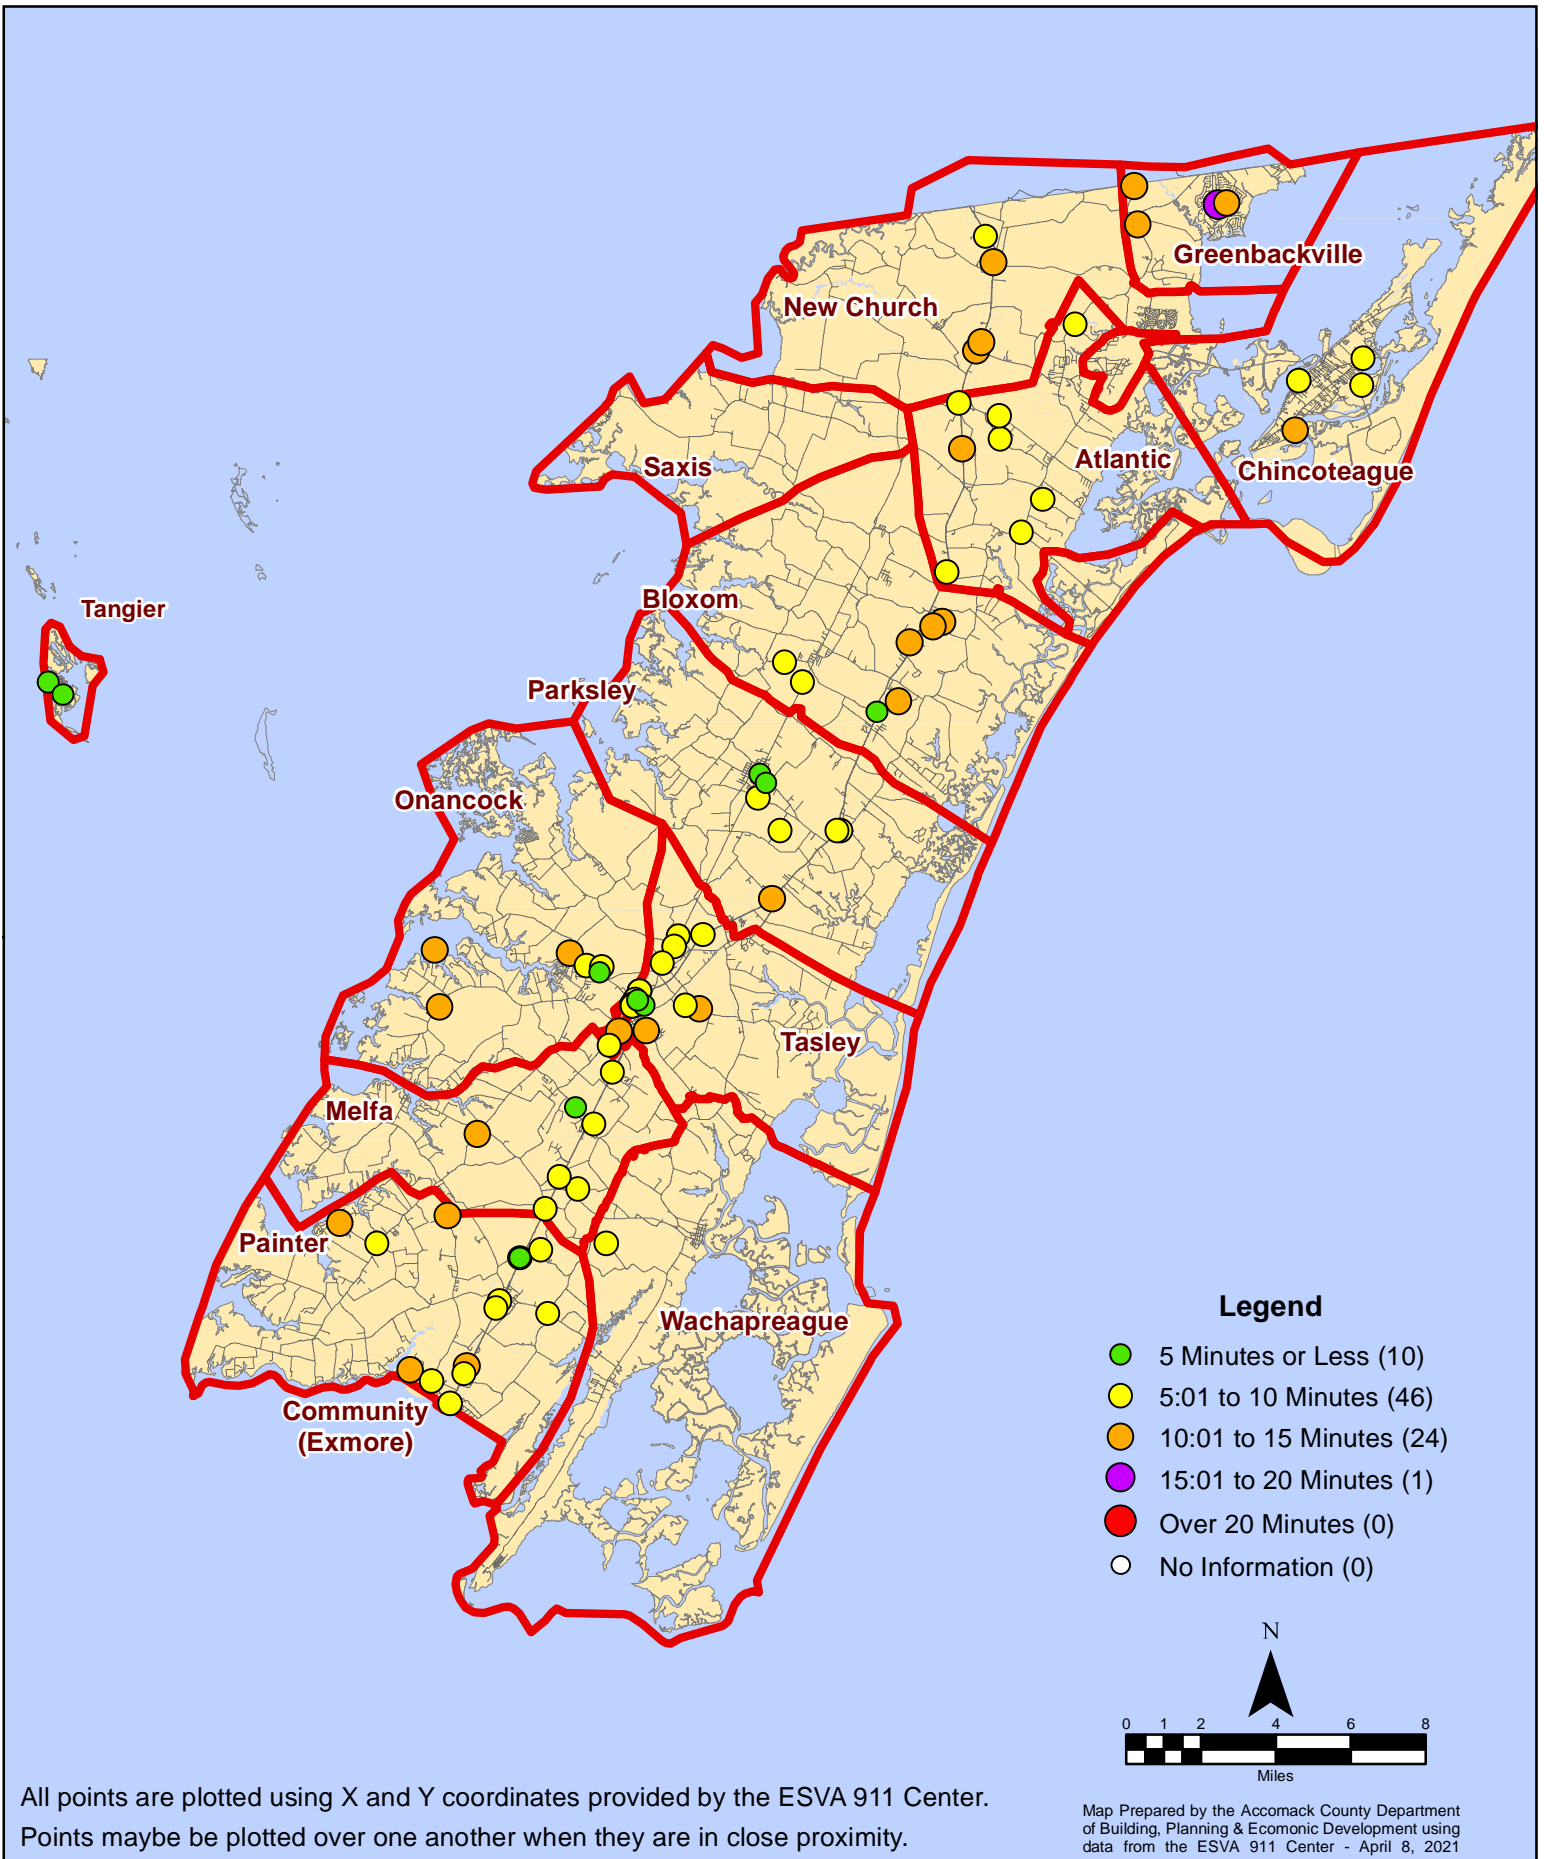 Greenbackville
New Church
Atlantic
Saxis
Chincoteague
Bloxom
Tangier
Parksley
Onancock
Tasley
Melfa
Painter
Wachapreague
Community
(Exmore)
Legend
5 Minutes or Less (10)
5:01 to 10 Minutes (46)
10:01 to 15 Minutes (24)
15:01 to 20 Minutes (1)
Over 20 Minutes (0)
No Information (0)
N
0 1 2 4 6 8
Miles
All points are plotted using X and Y coordinates provided by the ESVA 911 Center.
Points maybe be plotted over one another when they are in close proximity.
Map Prepared by the Accomack County Department
of Building, Planning & Ecomonic Development using
data from the ESVA 911 Center - April 8, 2021